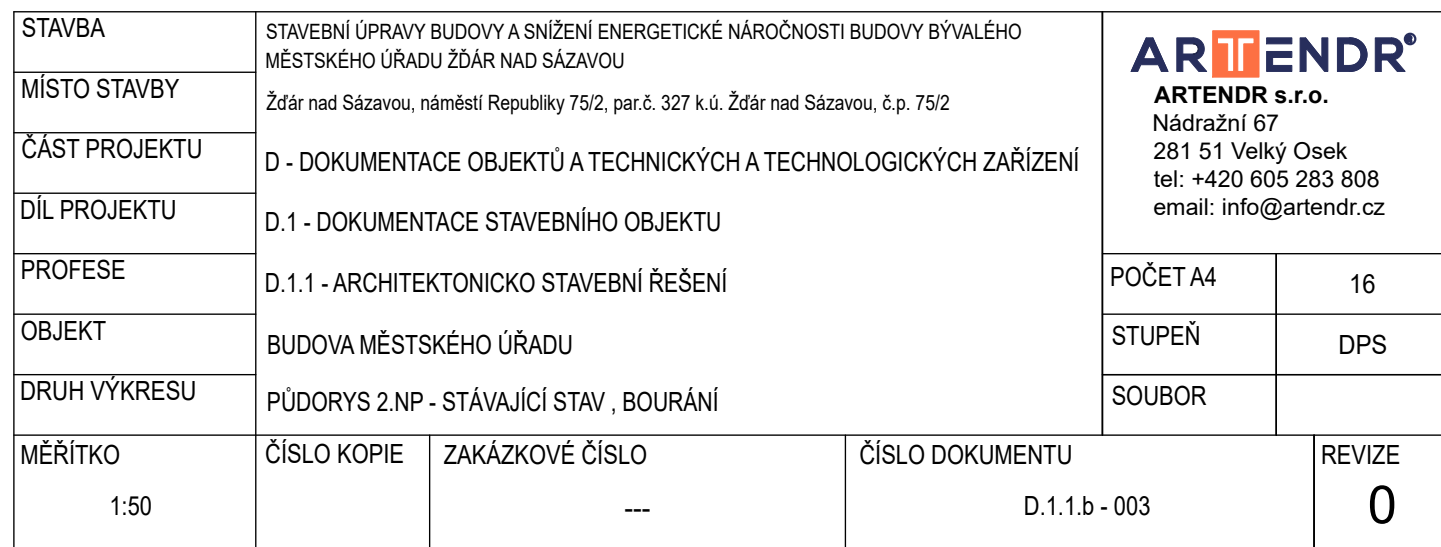 STAVBA
STAVEBNÍ ÚPRAVY BUDOVY A SNÍŽENÍ ENERGETICKÉ NÁROČNOSTI BUDOVY BÝVALÉHO
MĚSTSKÉHO ÚŘADU ŽĎÁR NAD SÁZAVOU
MÍSTO STAVBY
Žďár nad Sázavou, náměstí Republiky 75/2, par.č. 327 k.ú. Žďár nad Sázavou, č.p. 75/2
ČÁST PROJEKTU
D - DOKUMENTACE OBJEKTŮ A TECHNICKÝCH A TECHNOLOGICKÝCH ZAŘÍZENÍ
DÍL PROJEKTU
D.1 - DOKUMENTACE STAVEBNÍHO OBJEKTU
PROFESE
D.1.1 - ARCHITEKTONICKO STAVEBNÍ ŘEŠENÍ
OBJEKT
BUDOVA MĚSTSKÉHO ÚŘADU
DRUH VÝKRESU
PŮDORYS 2.NP - STÁVAJÍCÍ STAV , BOURÁNÍ
ARTENDR
ARTENDR s.r.o.
Nádražní 67
281 51 Velký Osek
tel: +420 605 283 808
email: info@artendr.cz
POČET A4
16
STUPEŇ
DPS
SOUBOR
MĚŘÍTKO
1:50
ČÍSLO KOPIE
ZAKÁZKOVÉ ČÍSLO
---
ČÍSLO DOKUMENTU
D.1.1.b - 003
REVIZE
0